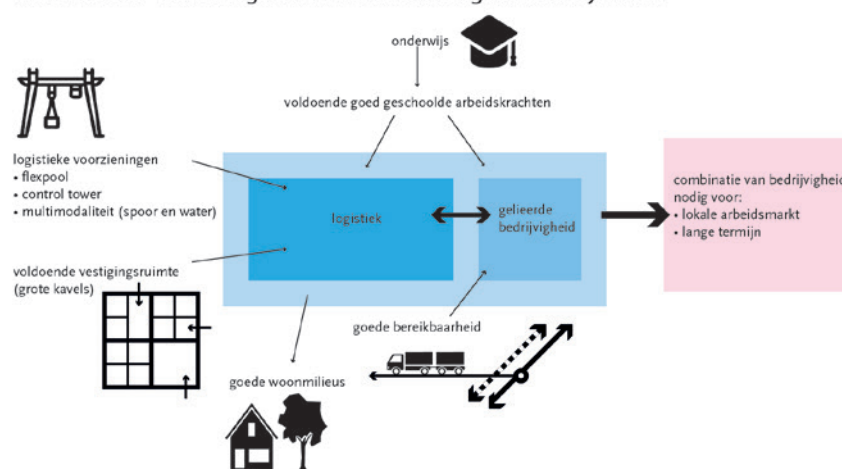 onderwijs
voldoende goed geschoolde arbeidskrachten
logistieke voorzieningen
• flexpool
• control tower
• multimodaliteit (spoor en water)
logistiek
gelieerde
bedrijvigheid
combinatie van bedrijvigheid
nodig voor:
• lokale arbeidsmarkt
• lange termijn
voldoende vestigingsruimte
(grote kavels)
goede bereikbaarheid
goede woonmilieus